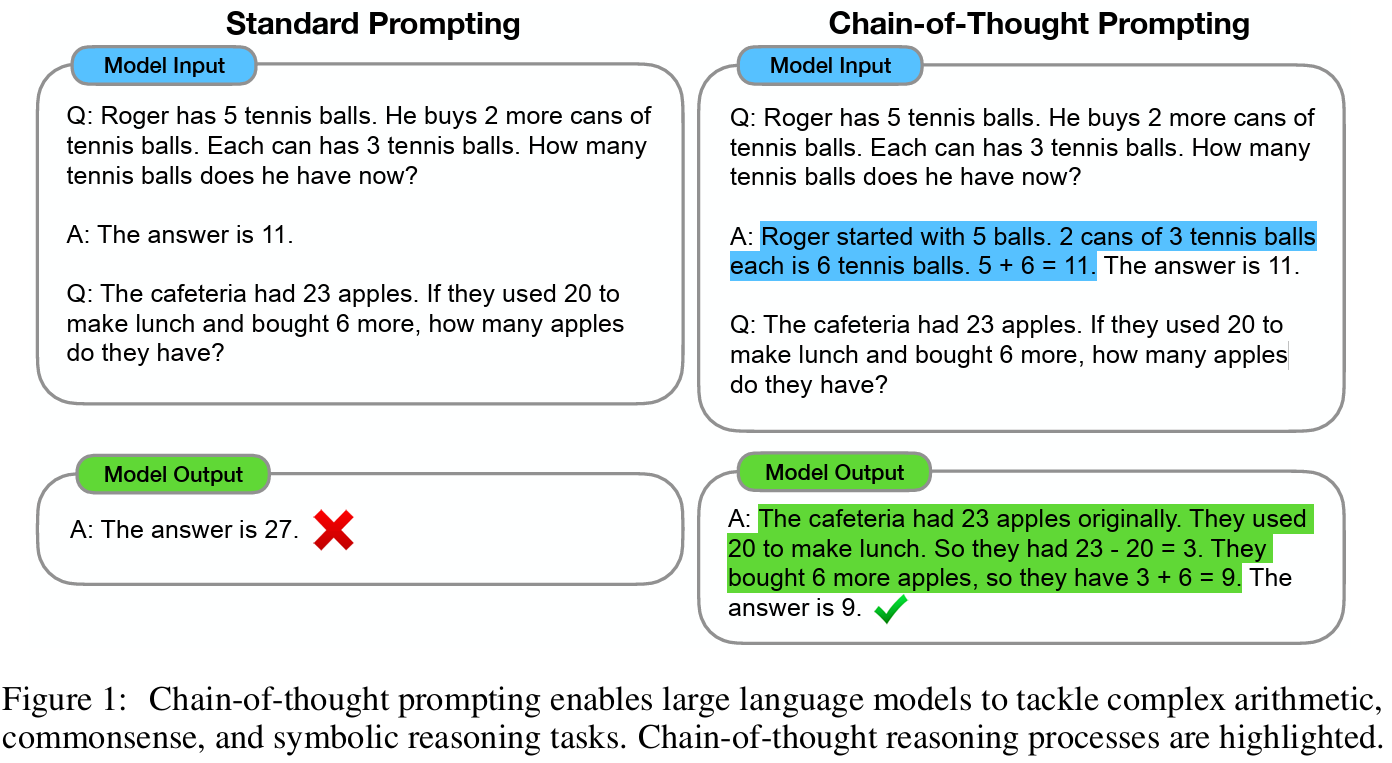 Standard Prompting
Model Input
Q: Roger has 5 tennis balls. He buys 2 more cans of
tennis balls. Each can has 3 tennis balls. How many
tennis balls does he have now?
A: The answer is 11.
Q: The cafeteria had 23 apples. If they used 20 to
make lunch and bought 6 more, how many apples
do they have?
Model Output
A: The answer is 27.
Chain-of-Thought Prompting
Model Input
Q: Roger has 5 tennis balls. He buys 2 more cans of
tennis balls. Each can has 3 tennis balls. How many
tennis balls does he have now?
A: Roger started with 5 balls. 2 cans of 3 tennis balls
each is 6 tennis balls. 5 + 6 = 11. The answer is 11.
Q: The cafeteria had 23 apples. If they used 20 to
make lunch and bought 6 more, how many apples
do they have?
Model Output
A: The cafeteria had 23 apples originally. They used
20 to make lunch. So they had 23 - 20 = 3. They
bought 6 more apples, so they have 3 + 6 = 9. The
answer is 9.
Figure 1: Chain-of-thought prompting enables large language models to tackle complex arithmetic,
commonsense, and symbolic reasoning tasks. Chain-of-thought reasoning processes are highlighted.